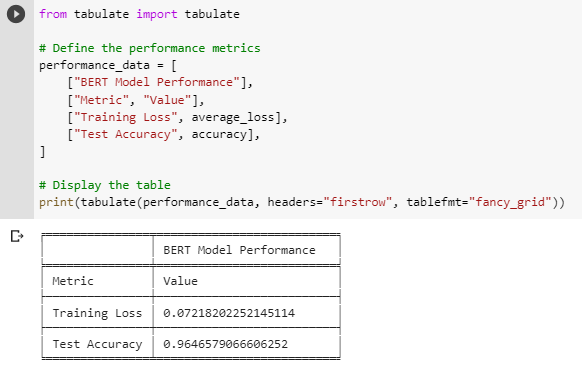 from tabulate import tabulate
# Define the performance metrics
performance_data = [
["BERT Model Performance"],
["Metric", "Value"],
["Training Loss", average_loss],
["Test Accuracy", accuracy],
]
# Display the table
print(tabulate(performance_data, headers="firstrow", tablefmt="fancy_grid"))
BERT Model Performance
Metric Value
Training Loss 0.07218202252145114
Test Accuracy 0.9646579066606252